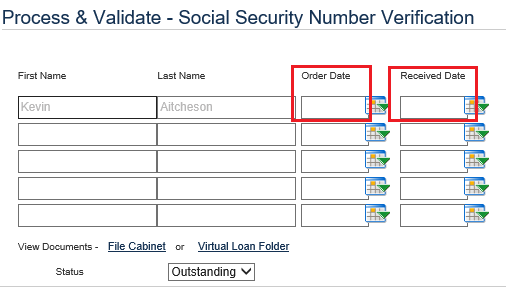 Process & Validate - Social Security Number Verification
First Name Last Name Order Date Received Date
Kevin Aitcheson
View Documents - File Cabinet or Virtual Loan Folder
Status Outstanding